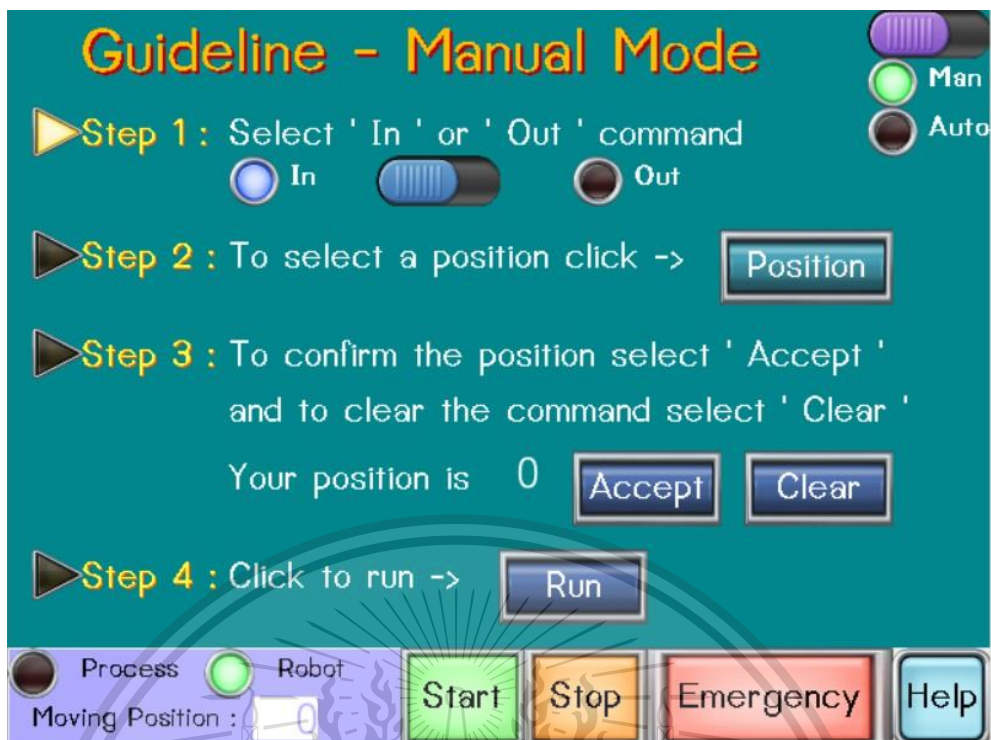 Guideline - Manual Mode
Man
Auto
Step 1 : Select ' In ' or ' Out ' command
In
Out
Step 2 : To select a position click -> Position
Step 3 : To confirm the position select ' Accept '
and to clear the command select ' Clear '
Your position is 0 Accept Clear
Step 4 : Click to run -> Run
Process Robot
Moving Position : 0
Start Stop Emergency Help